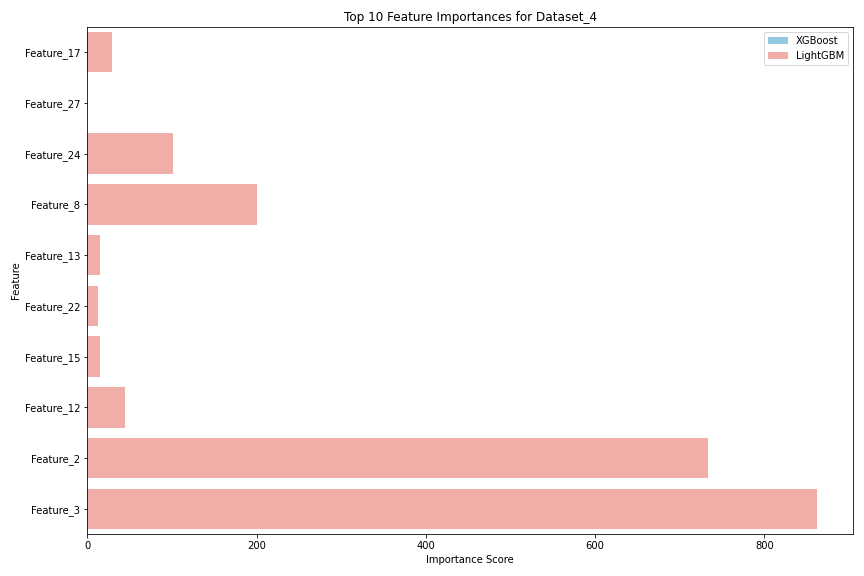 Top 10 Feature Importances for Dataset_4
XGBoost
LightGBM
Feature_17
Feature_27
Feature_24
Feature_8
Feature_13
Feature_22
Feature_15
Feature_12
Feature_2
Feature_3
Feature
0 200 400 600 800
Importance Score